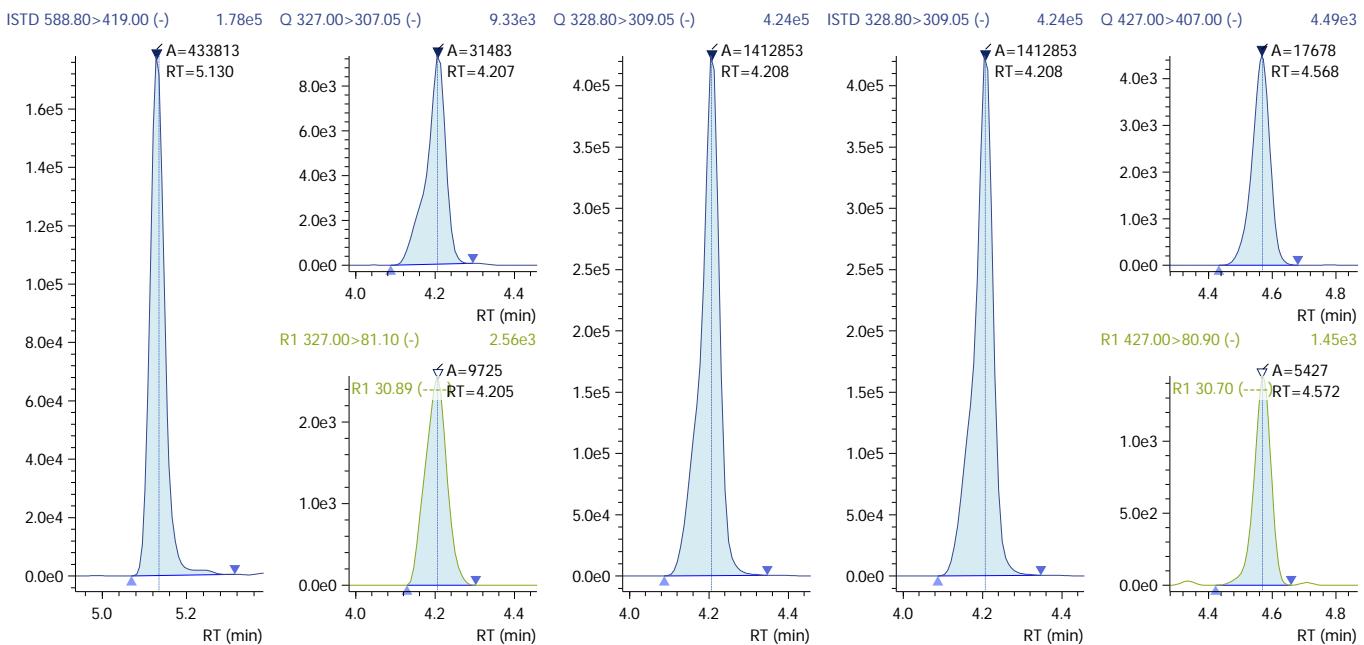 ISTD 588.80>419.00 (-) 1.78e5
A=433813
RT=5.130
1.6e5
1.4e5
1.2e5
1.0e5
8.0e4
6.0e4
4.0e4
2.0e4
0.0e0
5.0 5.2
RT (min)
Q 327.00>307.05 (-) 9.33e3
A=31483
RT=4.207
8.0e3
6.0e3
4.0e3
2.0e3
0.0e0
4.0 4.2 4.4
RT (min)
R1 327.00>81.10 (-) 2.56e3
A=9725
R1 30.89 (----)
RT=4.205
2.0e3
1.0e3
0.0e0
4.0 4.2 4.4
RT (min)
Q 328.80>309.05 (-) 4.24e5
A=1412853
RT=4.208
4.0e5
3.5e5
3.0e5
2.5e5
2.0e5
1.5e5
1.0e5
5.0e4
0.0e0
4.0 4.2 4.4
RT (min)
ISTD 328.80>309.05 (-) 4.24e5
A=1412853
RT=4.208
4.0e5
3.5e5
3.0e5
2.5e5
2.0e5
1.5e5
1.0e5
5.0e4
0.0e0
4.0 4.2 4.4
RT (min)
Q 427.00>407.00 (-) 4.49e3
A=17678
RT=4.568
4.0e3
3.0e3
2.0e3
1.0e3
0.0e0
4.4 4.6 4.8
RT (min)
R1 427.00>80.90 (-) 1.45e3
A=5427
R1 30.70 (----)
RT=4.572
1.0e3
5.0e2
0.0e0
4.4 4.6 4.8
RT (min)